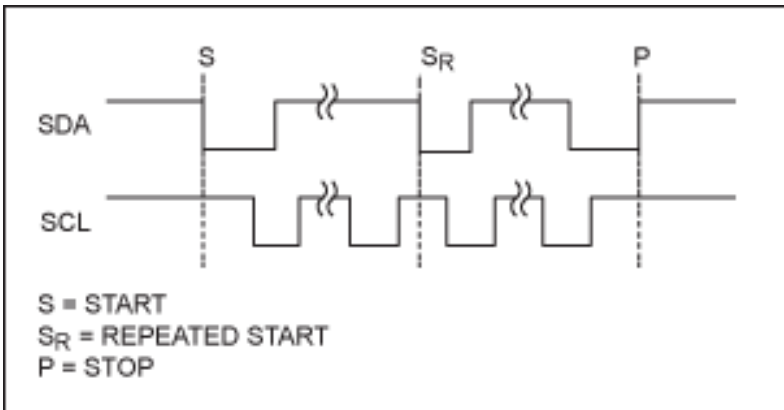 S SR P
SDA
SCL
S = START
SR = REPEATED START
P = STOP